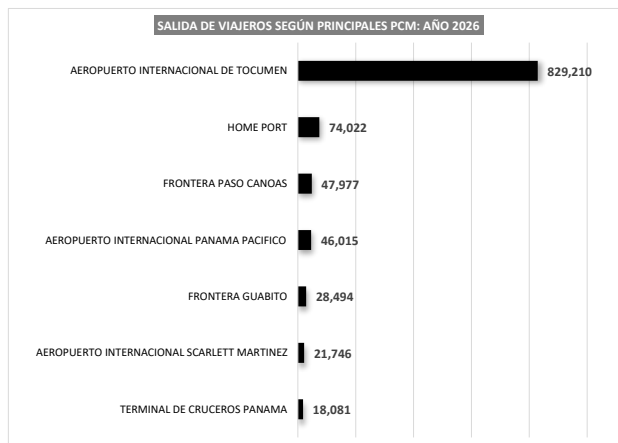 SALIDA DE VIAJEROS SEGÚN PRINCIPALES PCM: AÑO 2026
AEROPUERTO INTERNACIONAL DE TOCUMEN 829,210
HOME PORT 74,022
FRONTERA PASO CANOAS 47,977
AEROPUERTO INTERNACIONAL PANAMA PACIFICO 46,015
FRONTERA GUABITO 28,494
AEROPUERTO INTERNACIONAL SCARLETT MARTINEZ 21,746
TERMINAL DE CRUCEROS PANAMA 18,081